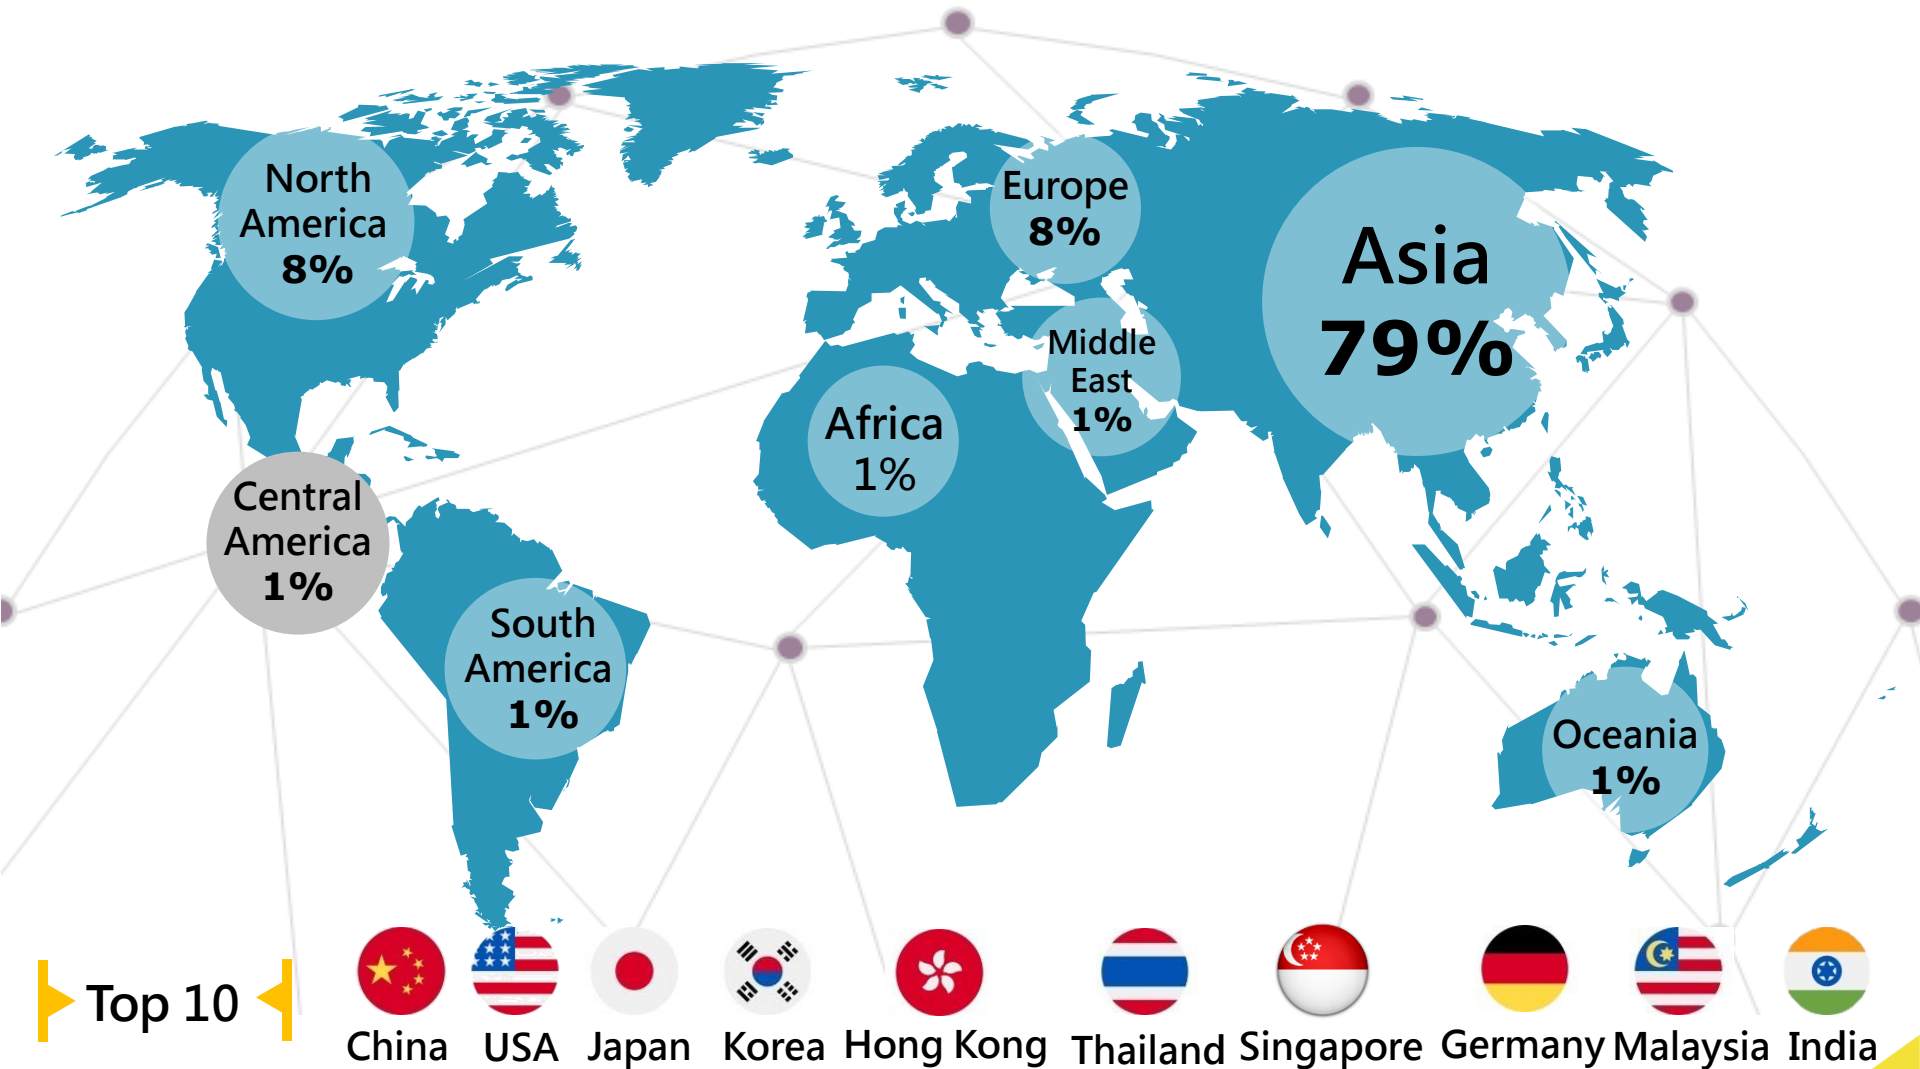 North
America
8%
Europe
8%
Asia
79%
Middle
East
1%
Africa
1%
Central
America
1%
South
America
1%
Oceania
1%
Top 10
China
USA
Japan
Korea
Hong Kong
Thailand
Singapore
Germany
Malaysia
India